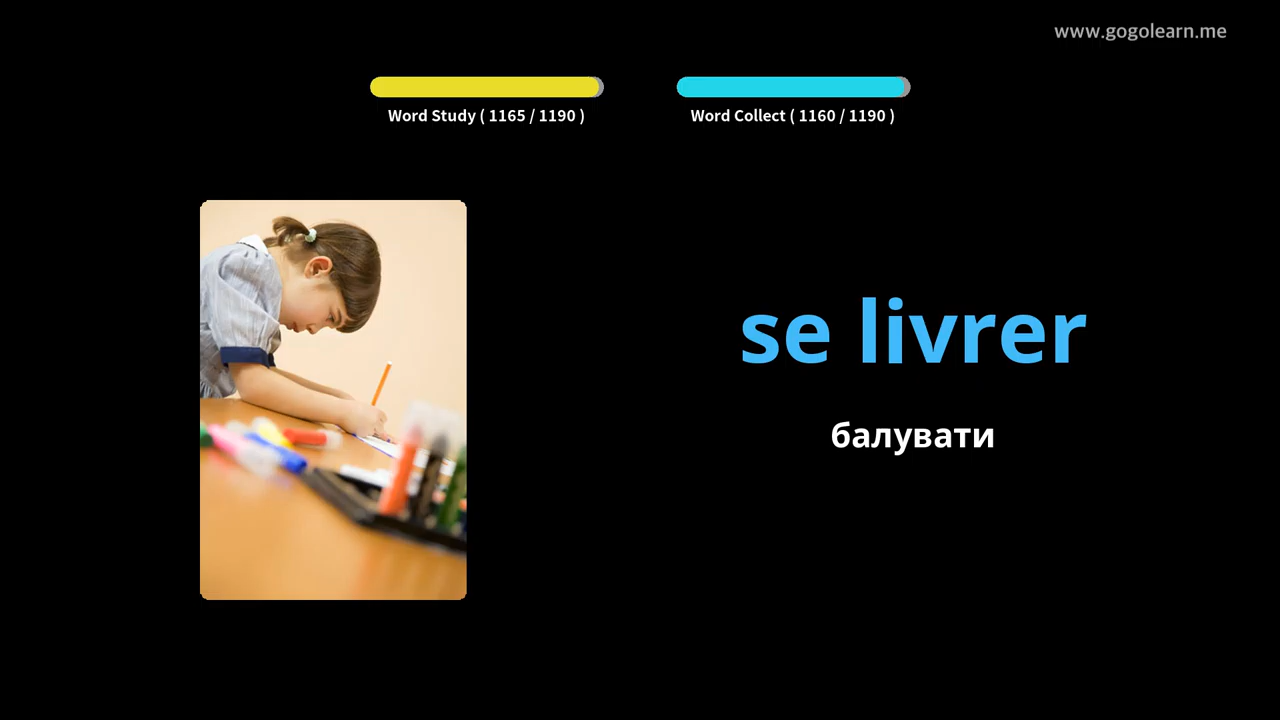 www.gogolearn.me
Word Study ( 1165 / 1190 )
Word Collect ( 1160 / 1190 )
se livrer
балувати